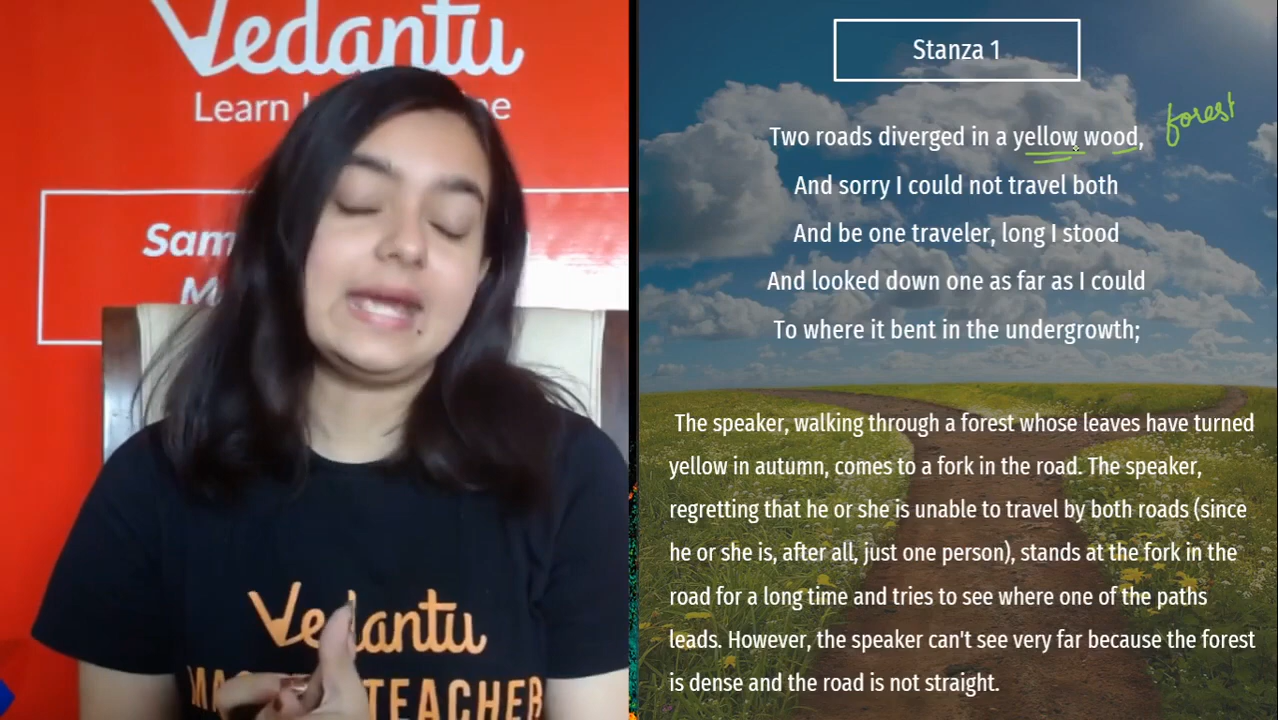 Vedantu
Learn
Sam
M
Vedantu
TEACHER
Stanza 1
Two roads diverged in a yellow wood,
forest
And sorry I could not travel both
And be one traveler, long I stood
And looked down one as far as I could
To where it bent in the undergrowth;
The speaker, walking through a forest whose leaves have turned
yellow in autumn, comes to a fork in the road. The speaker,
regretting that he or she is unable to travel by both roads (since
he or she is, after all, just one person), stands at the fork in the
road for a long time and tries to see where one of the paths
leads. However, the speaker can't see very far because the forest
is dense and the road is not straight.